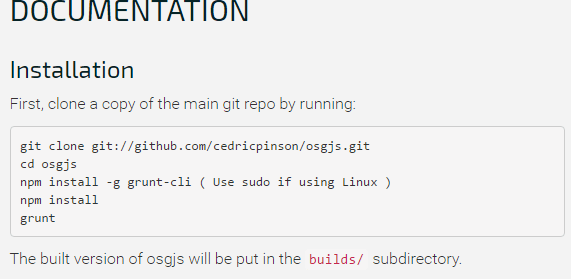 DOCUMENTATION
Installation
First, clone a copy of the main git repo by running:
git clone git://github.com/cedricpinson/osgjs.git
cd osgjs
npm install -g grunt-cli ( Use sudo if using Linux )
npm install
grunt
The built version of osgjs will be put in the builds/ subdirectory.